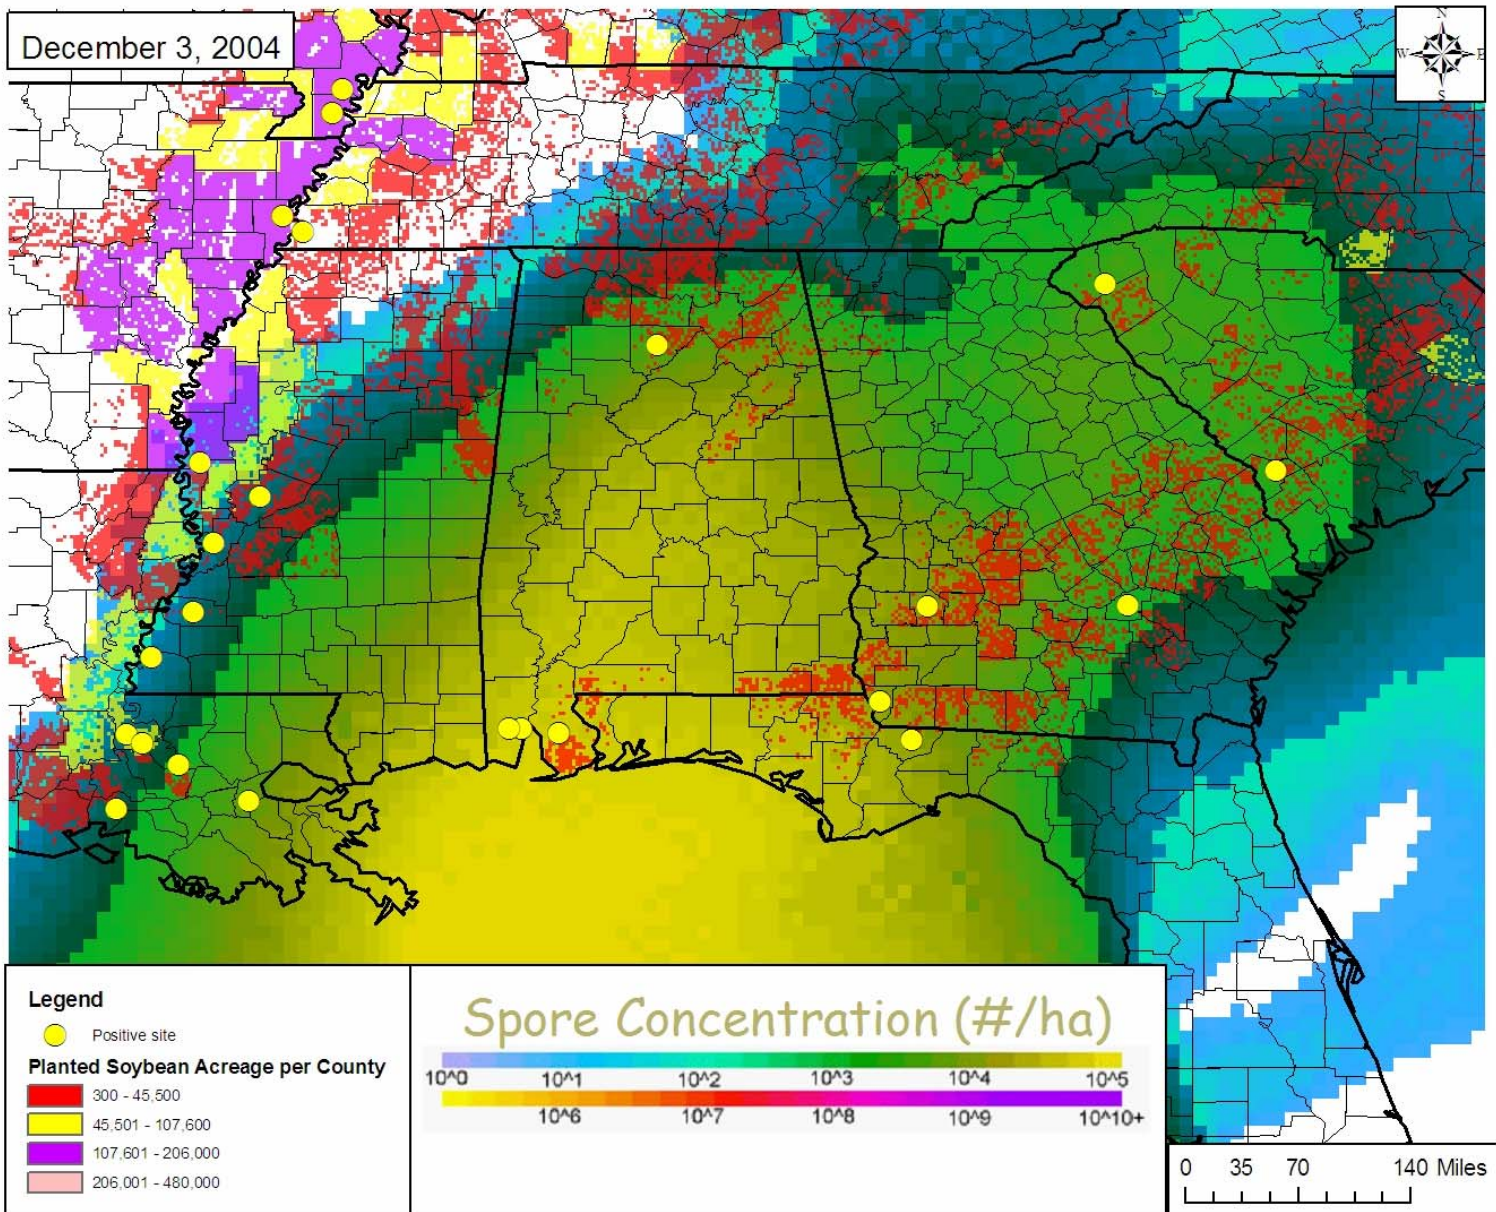 December 3, 2004
N
W E
S
Legend
Positive site
Planted Soybean Acreage per County
300 - 45,500
45,501 - 107,600
107,601 - 206,000
206,001 - 480,000
Spore Concentration (#/ha)
10^0 10^1 10^2 10^3 10^4 10^5
10^6 10^7 10^8 10^9 10^10+
0 35 70 140 Miles